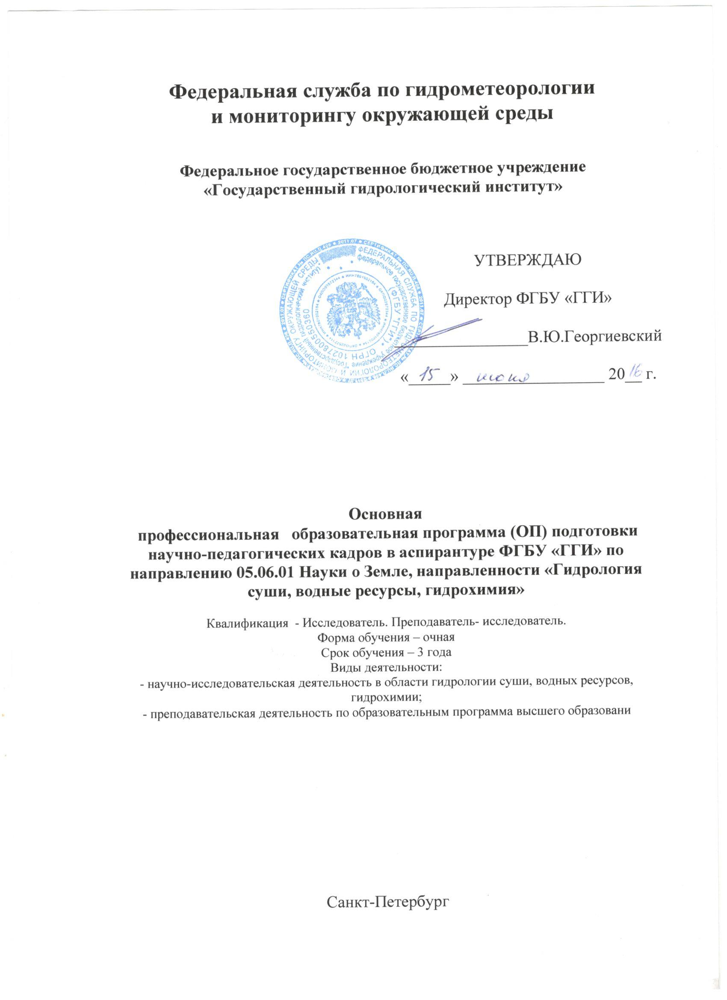 Федеральная служба по гидрометеорологии
и мониторингу окружающей среды
Федеральное государственное бюджетное учреждение
«Государственный гидрологический институт»
ФЕДЕРАЛЬНАЯ СЛУЖБА ПО ГИДРОМЕТЕОРОЛОГИИ И МОНИТОРИНГУ ОКРУЖАЮЩЕЙ СРЕДЫ
федеральное государственное бюджетное учреждение "Государственный гидрологический институт"
(ФГБУ "ГГИ")
ОГРН 1027800550360
УТВЕРЖДАЮ
Директор ФГБУ «ГГИ»
В.Ю.Георгиевский
«15» июня 2016 г.
Основная
профессиональная образовательная программа (ОП) подготовки
научно-педагогических кадров в аспирантуре ФГБУ «ГГИ» по
направлению 05.06.01 Науки о Земле, направленности «Гидрология
суши, водные ресурсы, гидрохимия»
Квалификация - Исследователь. Преподаватель- исследователь.
Форма обучения – очная
Срок обучения – 3 года
Виды деятельности:
- научно-исследовательская деятельность в области гидрологии суши, водных ресурсов,
гидрохимии;
- преподавательская деятельность по образовательным программа высшего образовани
Санкт-Петербург